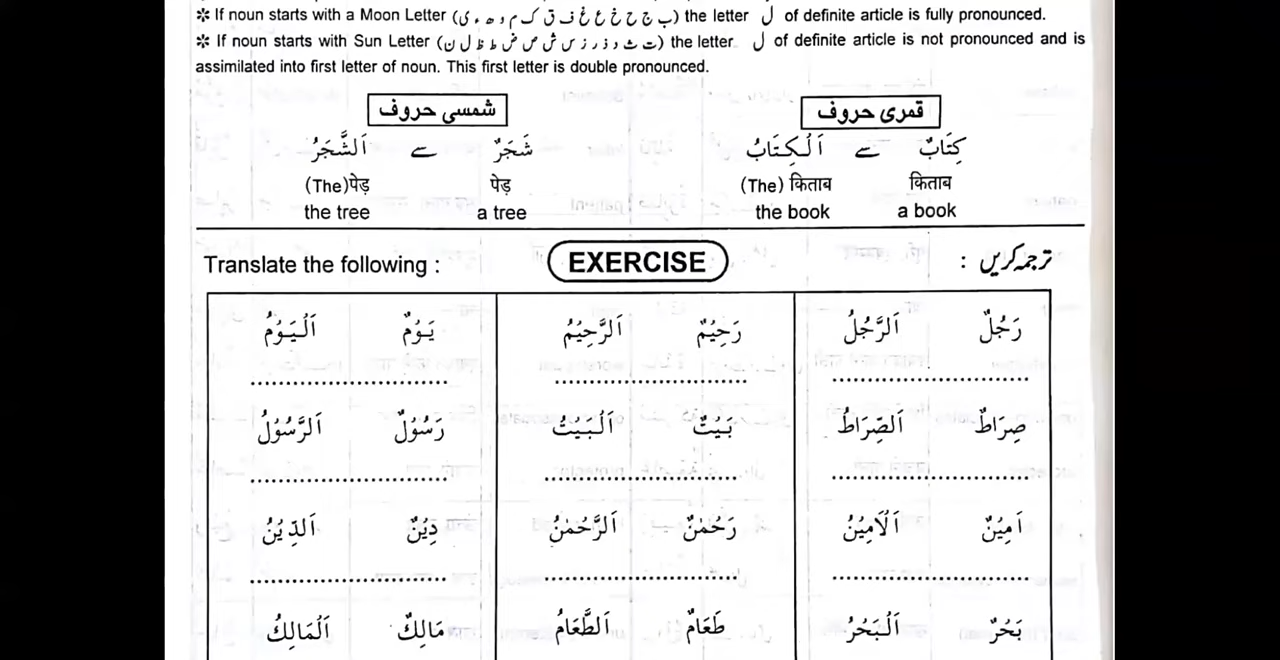 ✻ If noun starts with a Moon Letter (ب ج ح خ ع غ ف ق ک م و ھ ء ی) the letter ل of definite article is fully pronounced.
✻ If noun starts with Sun Letter (ت ث د ذ ر ز س ش ص ض ط ظ ل ن) the letter ل of definite article is not pronounced and is
assimilated into first letter of noun. This first letter is double pronounced.
شمسی حروف قمری حروف
كِتَابٌ سے اَلْكِتَابُ شَجَرٌ سے اَلشَّجَرُ
(The)पेड़ पेड़ (The) किताब किताब
the tree a tree the book a book
Translate the following : EXERCISE ترجمہ کریں :
رَجُلٌ اَلرَّجُلُ رَحِيْمٌ اَلرَّحِيْمُ يَوْمٌ اَلْيَوْمُ
صِرَاطٌ اَلصِّرَاطُ بَيْتٌ اَلْبَيْتُ رَسُوْلٌ اَلرَّسُوْلُ
اَمِيْنٌ اَلْاَمِيْنُ رَحْمٰنٌ اَلرَّحْمٰنُ دِيْنٌ اَلدِّيْنُ
بَحْرٌ اَلْبَحْرُ طَعَامٌ اَلطَّعَامُ مَالِكٌ اَلْمَالِكُ